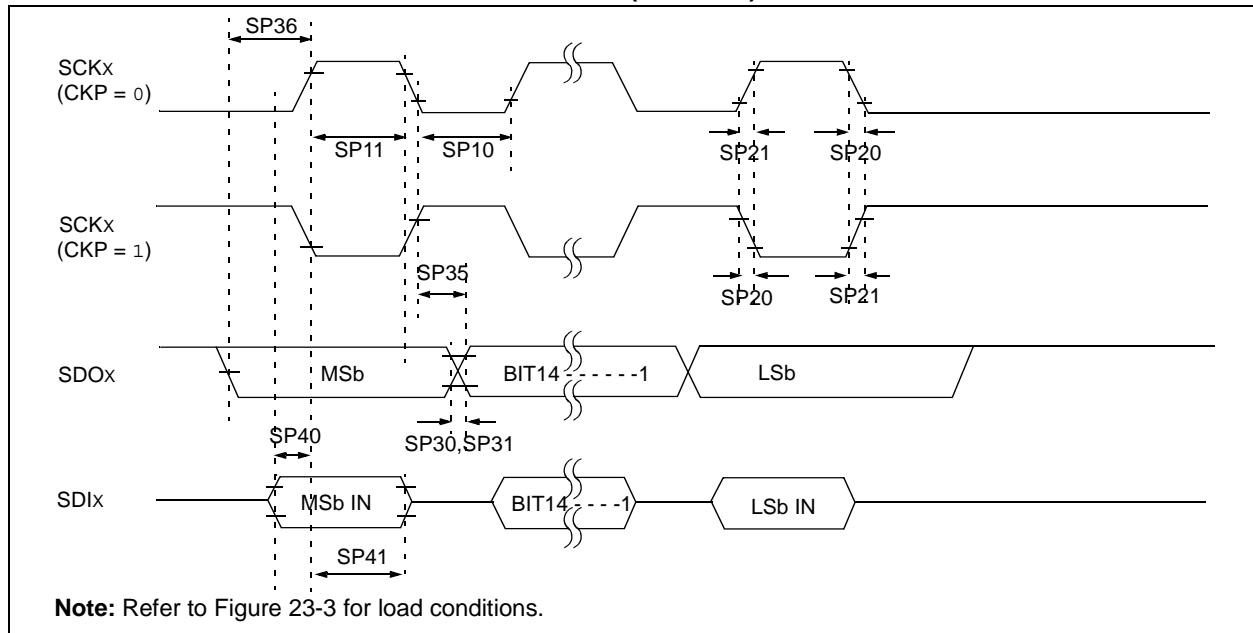 SP36
SCKX
(CKP = 0)
SP11
SP10
SP21
SP20
SCKX
(CKP = 1)
SP35
SP20
SP21
SDOX
MSb
BIT14 - - - - - -1
LSb
SP40
SP30,SP31
SDIX
MSb IN
BIT14 - - - - -1
LSb IN
SP41
Note: Refer to Figure 23-3 for load conditions.